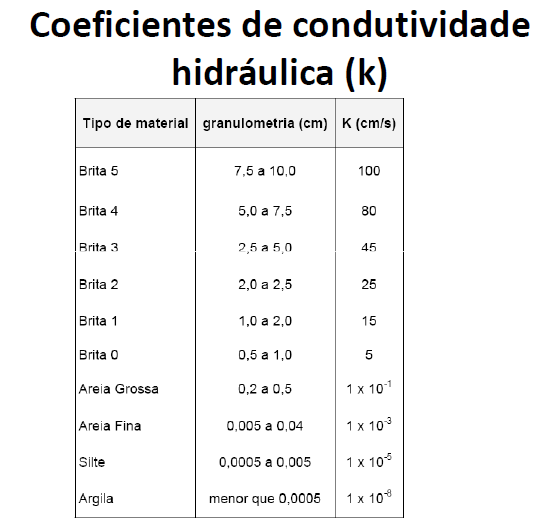 Coeficientes de condutividade
hidráulica (k)
Tipo de material granulometria (cm) K (cm/s)
Brita 5 7,5 a 10,0 100
Brita 4 5,0 a 7,5 80
Brita 3 2,5 a 5,0 45
Brita 2 2,0 a 2,5 25
Brita 1 1,0 a 2,0 15
Brita 0 0,5 a 1,0 5
Areia Grossa 0,2 a 0,5 1 x 10⁻¹
Areia Fina 0,005 a 0,04 1 x 10⁻³
Silte 0,0005 a 0,005 1 x 10⁻⁵
Argila menor que 0,0005 1 x 10⁻⁸